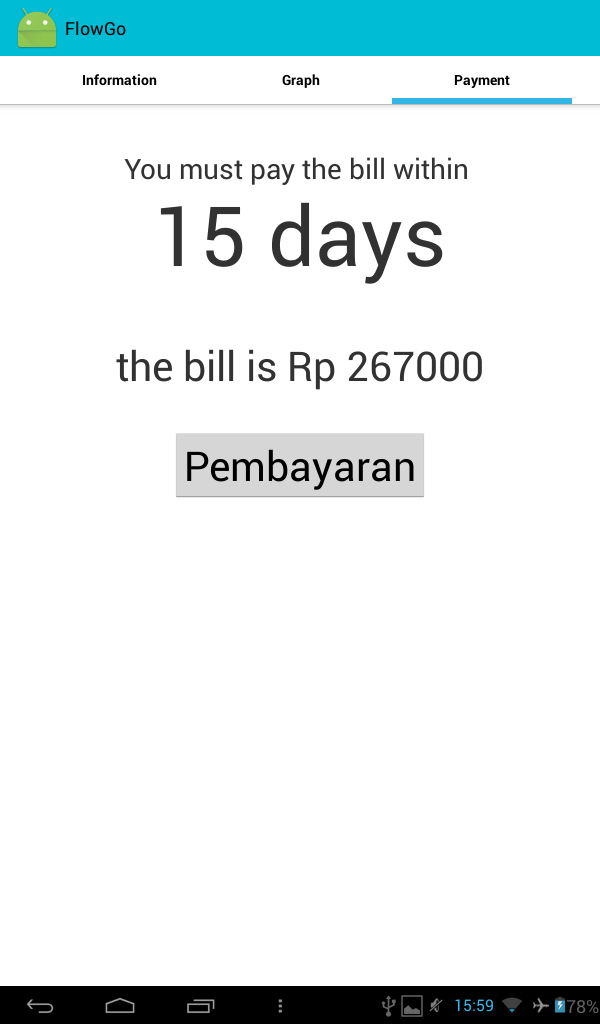 FlowGo
Information Graph Payment
You must pay the bill within
15 days
the bill is Rp 267000
Pembayaran
15:59 78%